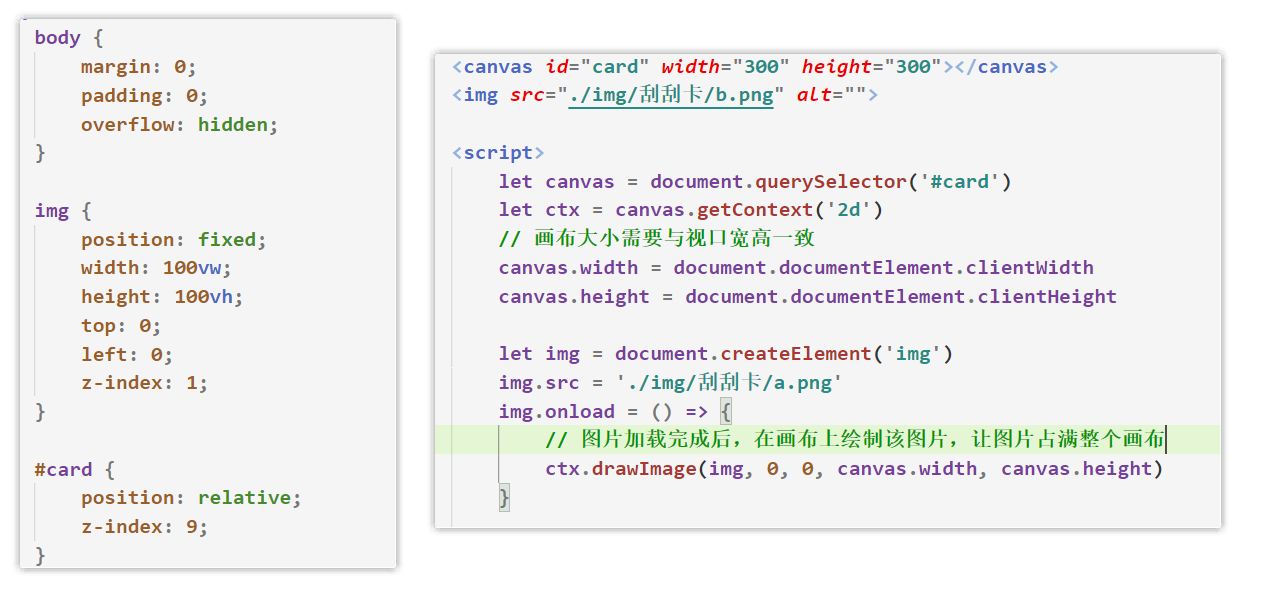 body {
    margin: 0;
    padding: 0;
    overflow: hidden;
}
img {
    position: fixed;
    width: 100vw;
    height: 100vh;
    top: 0;
    left: 0;
    z-index: 1;
}
#card {
    position: relative;
    z-index: 9;
}
<canvas id="card" width="300" height="300"></canvas>
<img src="./img/刮刮卡/b.png" alt="">
<script>
    let canvas = document.querySelector('#card')
    let ctx = canvas.getContext('2d')
    // 画布大小需要与视口宽高一致
    canvas.width = document.documentElement.clientWidth
    canvas.height = document.documentElement.clientHeight
    let img = document.createElement('img')
    img.src = './img/刮刮卡/a.png'
    img.onload = () => {
        // 图片加载完成后，在画布上绘制该图片，让图片占满整个画布
        ctx.drawImage(img, 0, 0, canvas.width, canvas.height)
    }